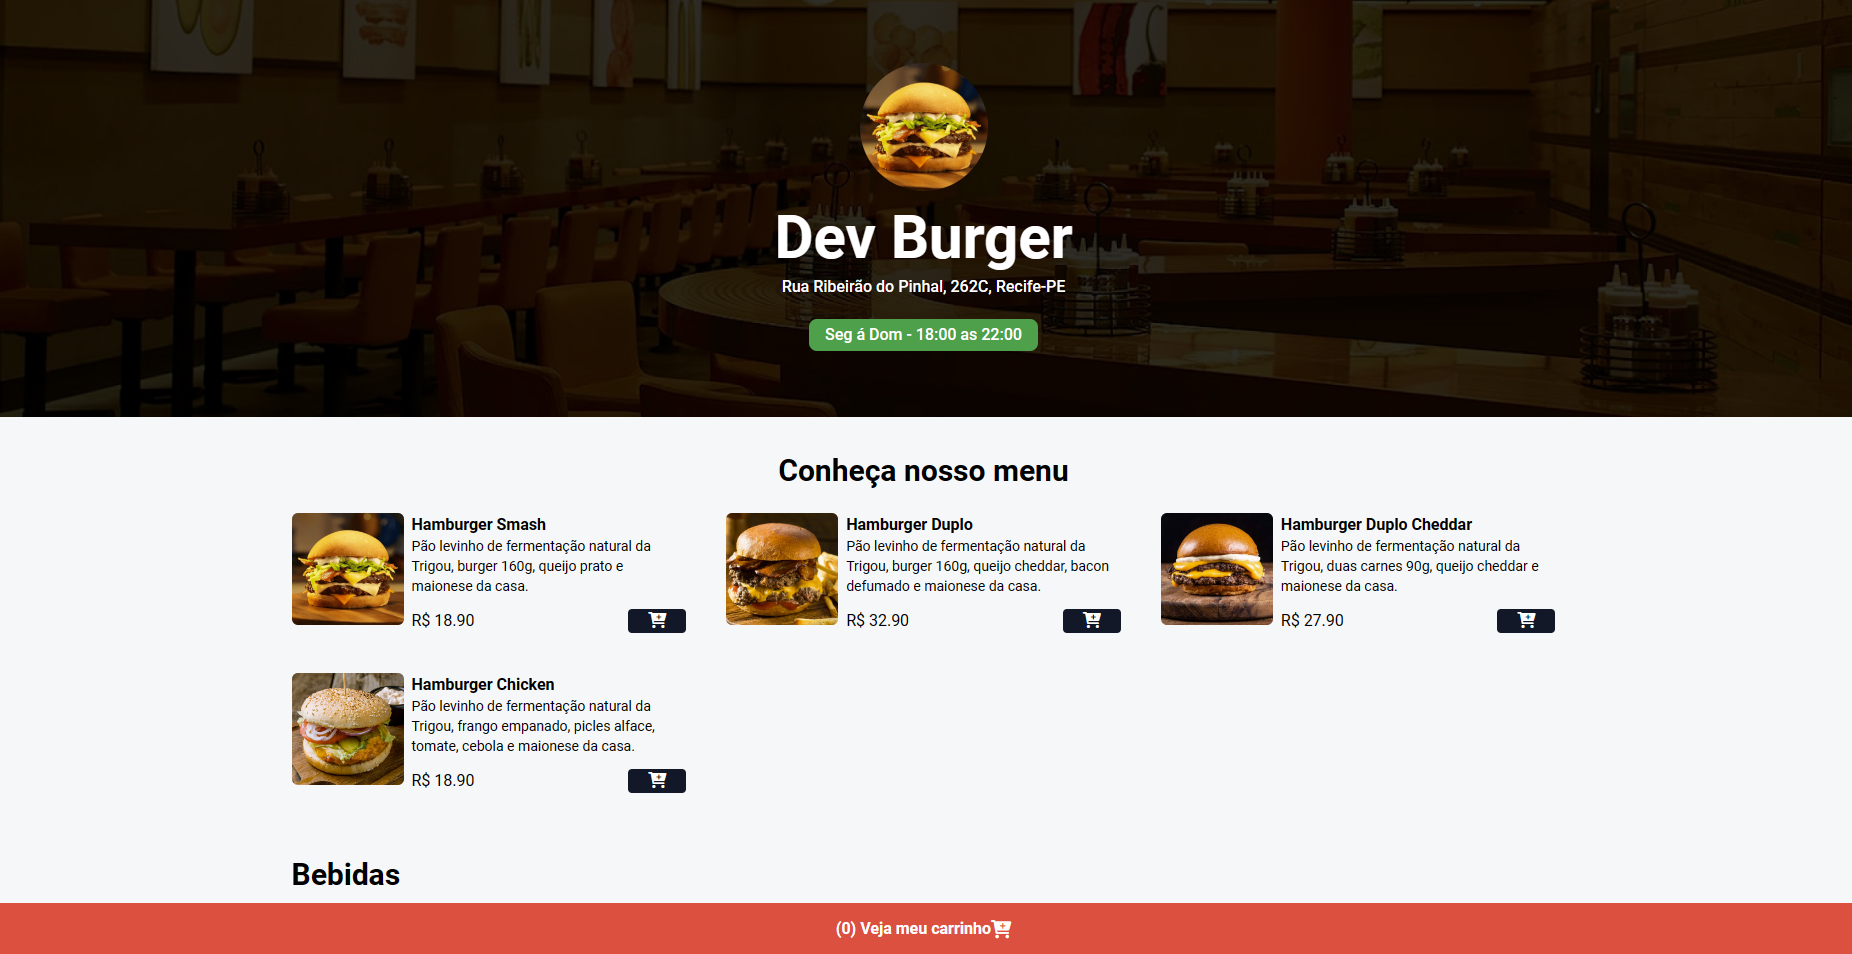 Dev Burger
Rua Ribeirão do Pinhal, 262C, Recife-PE
Seg á Dom - 18:00 as 22:00
Conheça nosso menu
Hamburger Smash
Pão levinho de fermentação natural da
Trigou, burger 160g, queijo prato e
maionese da casa.
R$ 18.90
Hamburger Duplo
Pão levinho de fermentação natural da
Trigou, burger 160g, queijo cheddar, bacon
defumado e maionese da casa.
R$ 32.90
Hamburger Duplo Cheddar
Pão levinho de fermentação natural da
Trigou, duas carnes 90g, queijo cheddar e
maionese da casa.
R$ 27.90
Hamburger Chicken
Pão levinho de fermentação natural da
Trigou, frango empanado, picles alface,
tomate, cebola e maionese da casa.
R$ 18.90
Bebidas
(0) Veja meu carrinho